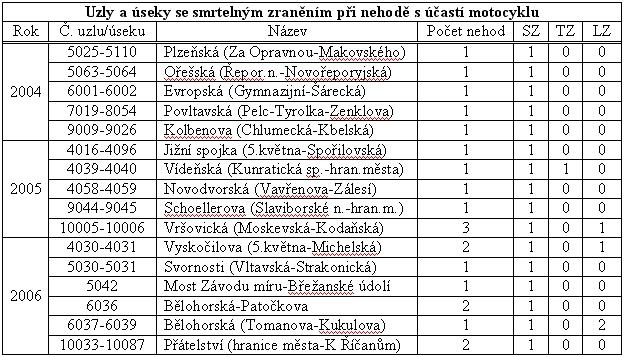 Uzly a úseky se smrtelným zraněním při nehodě s účastí motocyklu
Rok Č. uzlu/úseku Název Počet nehod SZ TZ LZ
2004
5025-5110 Plzeňská (Za Opravnou-Makovského) 1 1 0 0
5063-5064 Ořešská (Řepor.n.-Novořeporyjská) 1 1 0 0
6001-6002 Evropská (Gymnazijní-Šárecká) 1 1 0 0
7019-8054 Povltavská (Pelc-Tyrolka-Zenklova) 1 1 0 0
9009-9026 Kolbenova (Chlumecká-Kbelská) 1 1 0 0
2005
4016-4096 Jižní spojka (5.května-Spořilovská) 1 1 0 0
4039-4040 Vídeňská (Kunratická sp.-hran.města) 1 1 1 0
4058-4059 Novodvorská (Vavřenova-Zálesí) 1 1 0 0
9044-9045 Schoellerova (Slaviborské n.-hran.m.) 1 1 0 0
10005-10006 Vršovická (Moskevská-Kodaňská) 3 1 0 1
2006
4030-4031 Vyskočilova (5.května-Michelská) 2 1 0 1
5030-5031 Svornosti (Vltavská-Strakonická) 1 1 0 0
5042 Most Závodu míru-Břežanské údolí 1 1 0 0
6036 Bělohorská-Patočkova 2 1 0 0
6037-6039 Bělohorská (Tomanova-Kukulova) 1 1 0 2
10033-10087 Přátelství (hranice města-K Říčanům) 2 1 0 0